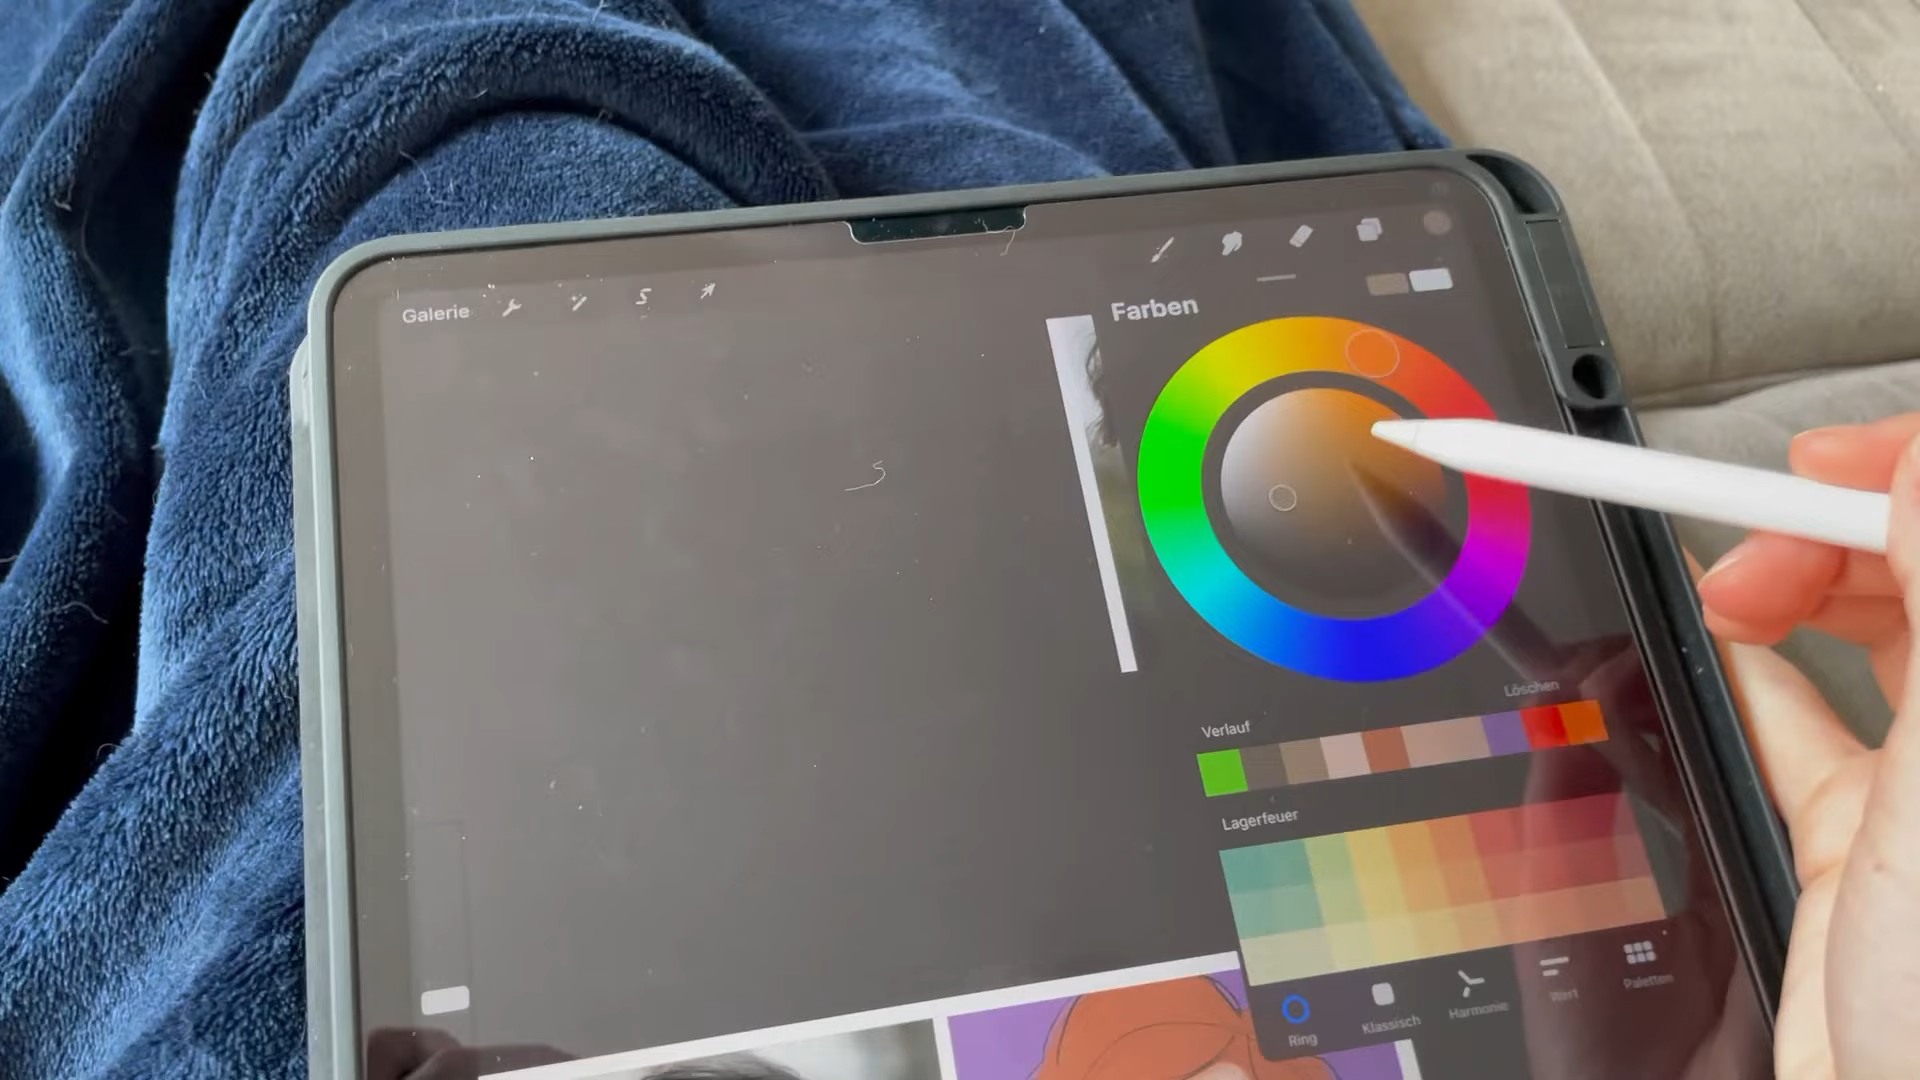 Galerie
Farben
Löschen
Verlauf
Lagerfeuer
Ring
Klassisch
Harmonie
Wert
Paletten